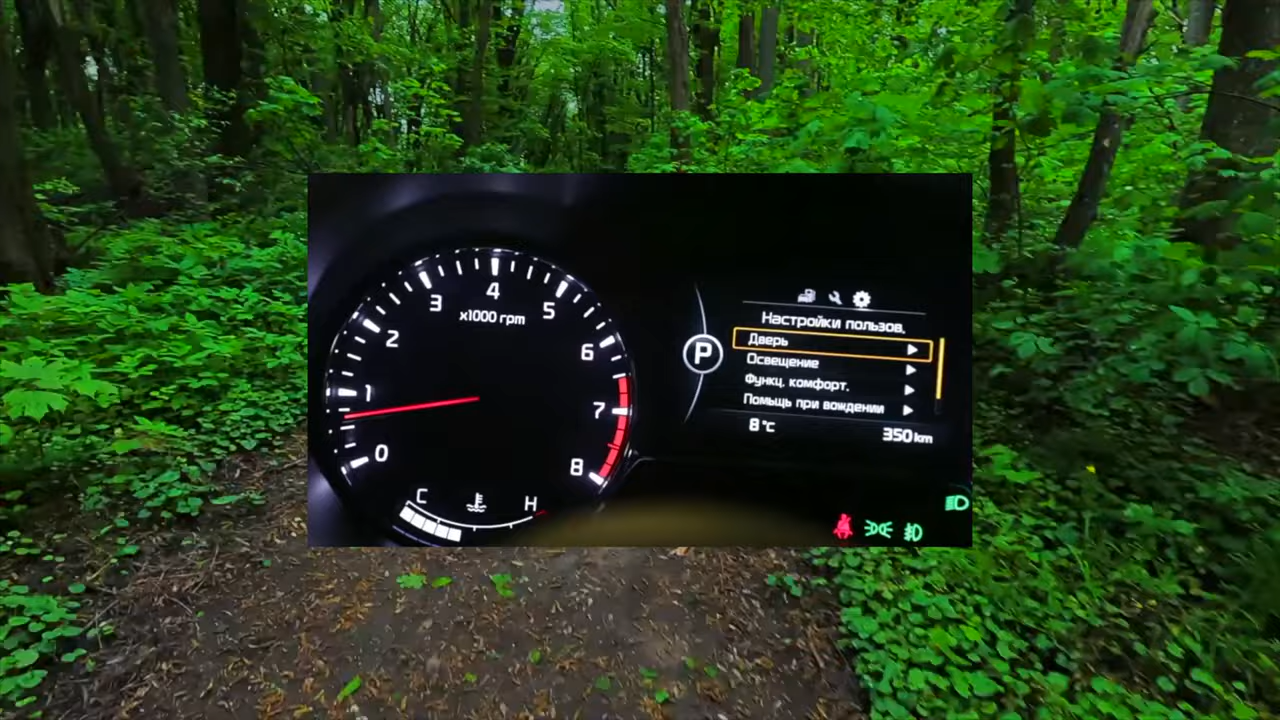 4
3
5
x1000 rpm
2
6
1
7
0
8
C
H
P
Настройки пользов.
Дверь
Освещение
Функц. комфорт.
Помыщь при вождении
8°C
350km